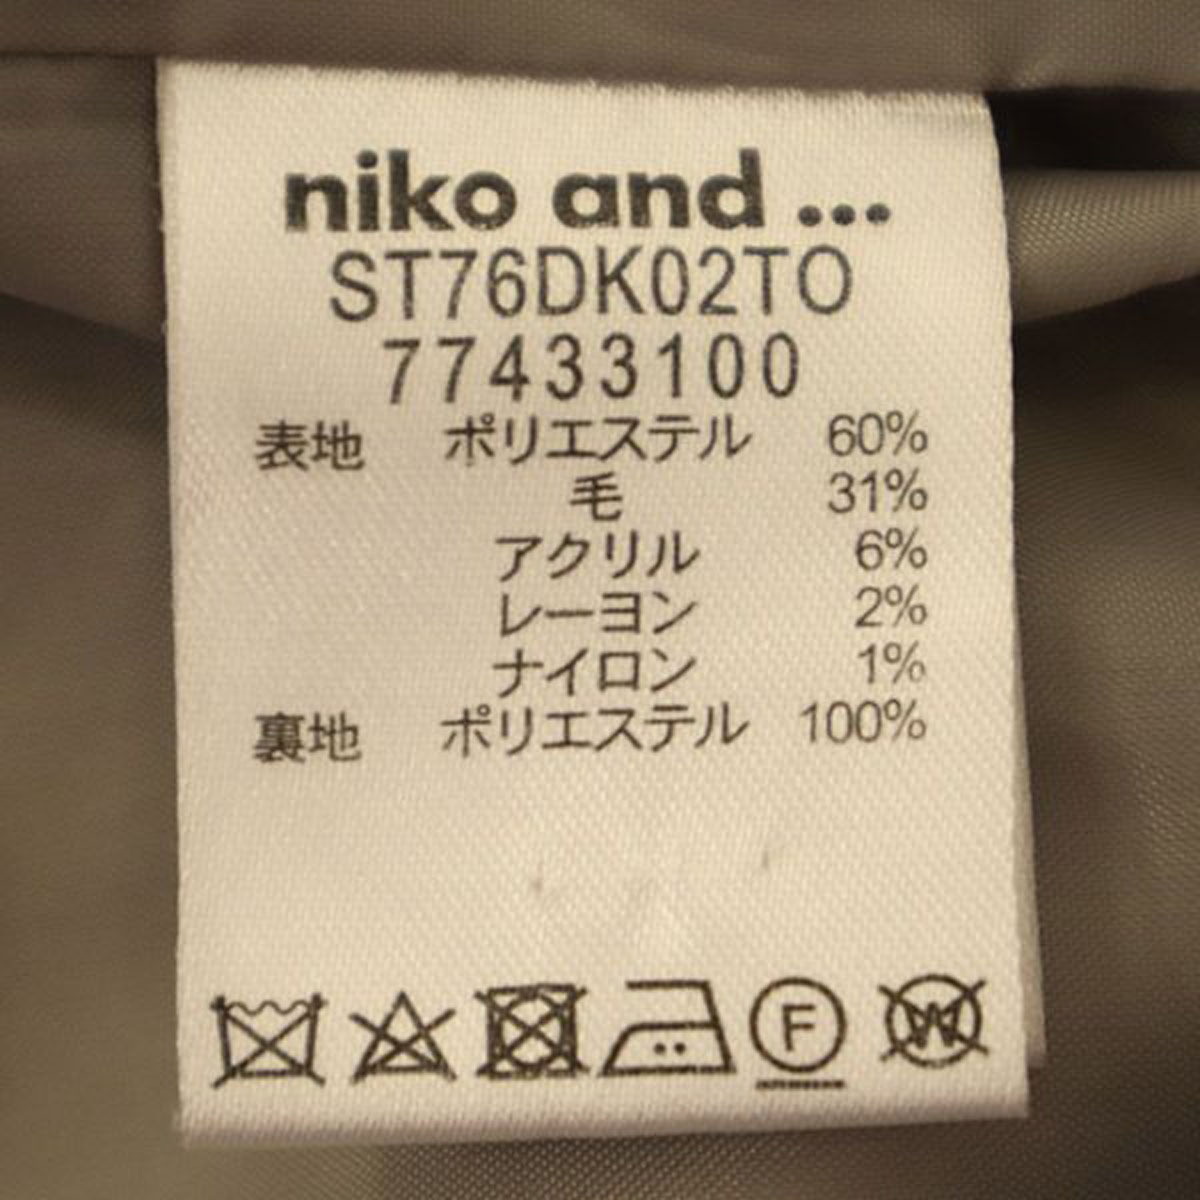 niko and ...
ST76DK02TO
77433100
表地 ポリエステル 60%
毛 31%
アクリル 6%
レーヨン 2%
ナイロン 1%
裏地 ポリエステル 100%
F W